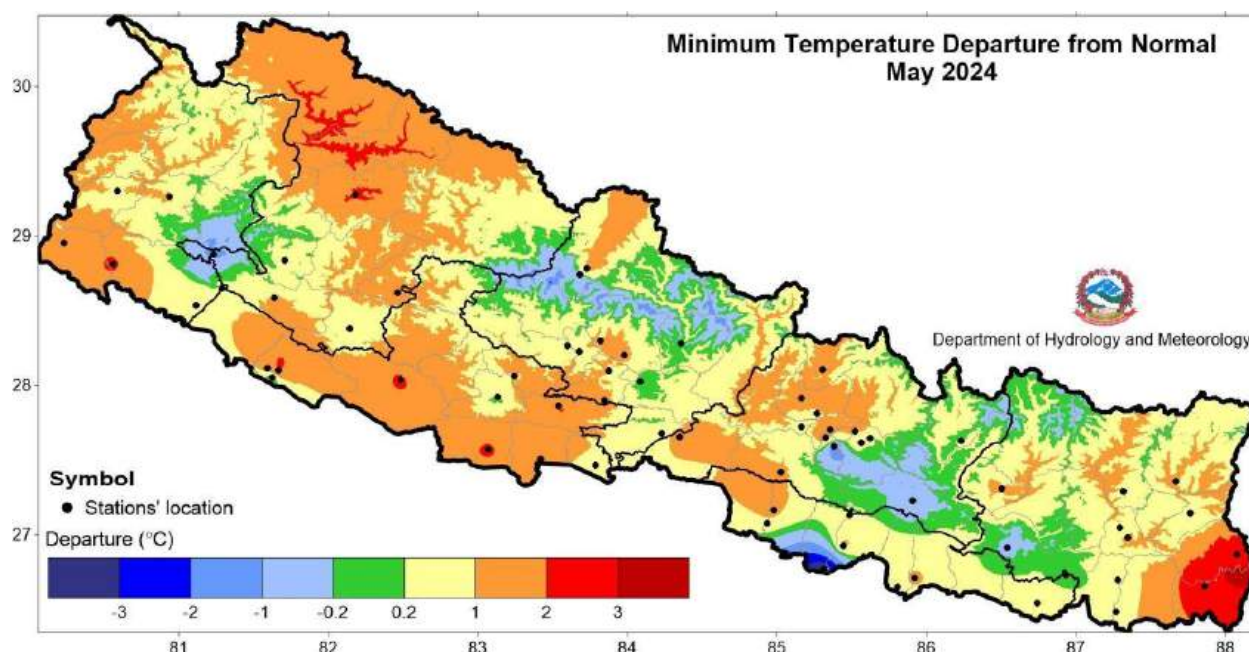 Minimum Temperature Departure from Normal
May 2024
30
29
28
27
Department of Hydrology and Meteorology
Symbol
Stations' location
Departure (°C)
-3 -2 -1 -0.2 0.2 1 2 3
81 82 83 84 85 86 87 88